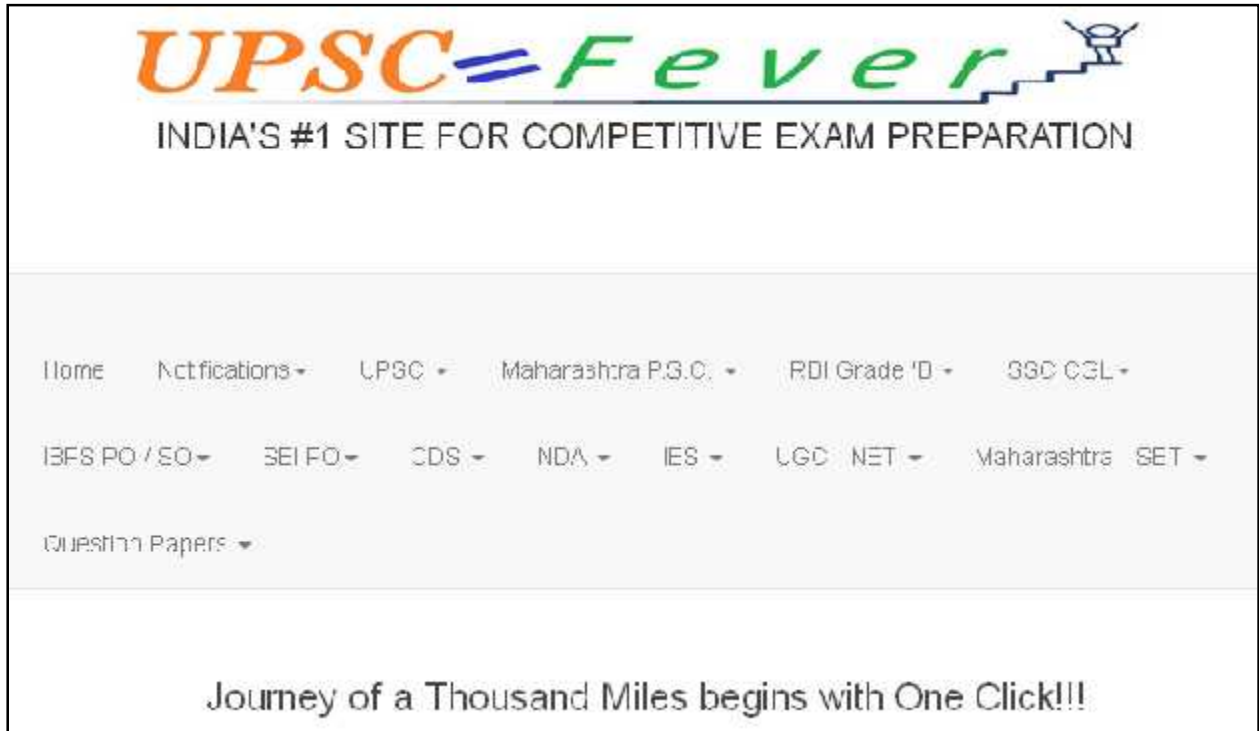 UPSC=Fever
INDIA'S #1 SITE FOR COMPETITIVE EXAM PREPARATION
Home Notifications UPSC Maharashtra P.S.C. RBI Grade 'B SSC CGL
IBPS PO / SO SBI PO CDS NDA IES UGC NET Maharashtra SET
Question Papers
Journey of a Thousand Miles begins with One Click!!!